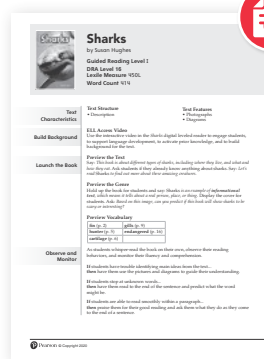 Sharks
Sharks
by Susan Hughes
Guided Reading Level I
DRA Level 16
Lexile Measure 450L
Word Count 414
Text Characteristics
Text Structure
• Description
Text Features
• Photographs
• Diagrams
Build Background
ELL Access Video
Use the interactive video in the Sharks digital leveled reader to engage students,
to support language development, to activate prior knowledge, and to build
background for the text.
Launch the Book
Preview the Text
Say: This book is about different types of sharks, including where they live, and what and
how they eat. Ask students if they already know anything about sharks. Say: Let's
read Sharks to find out more about these amazing creatures.
Preview the Genre
Hold up the book for students and say: Sharks is an example of informational
text, which means it tells about a real person, place, or thing. Display the cover for
students. Ask: Based on this image, can you predict if this book will show sharks to be
scary or interesting?
Preview Vocabulary
fin (p. 2) gills (p. 9)
hunter (p. 5) endangered (p. 16)
cartilage (p. 6)
Observe and Monitor
As students whisper-read the book on their own, observe their reading
behaviors, and monitor their fluency and comprehension.
If students have trouble identifying main ideas from the text...
then have them use the pictures and diagrams to guide their understanding.
If students stop at unknown words...
then have them read to the end of the sentence and predict what the word
might be.
If students are able to read smoothly within a paragraph...
then praise them for their good reading and ask them what they do as they come
to the end of a sentence.
Pearson © Copyright 2020.